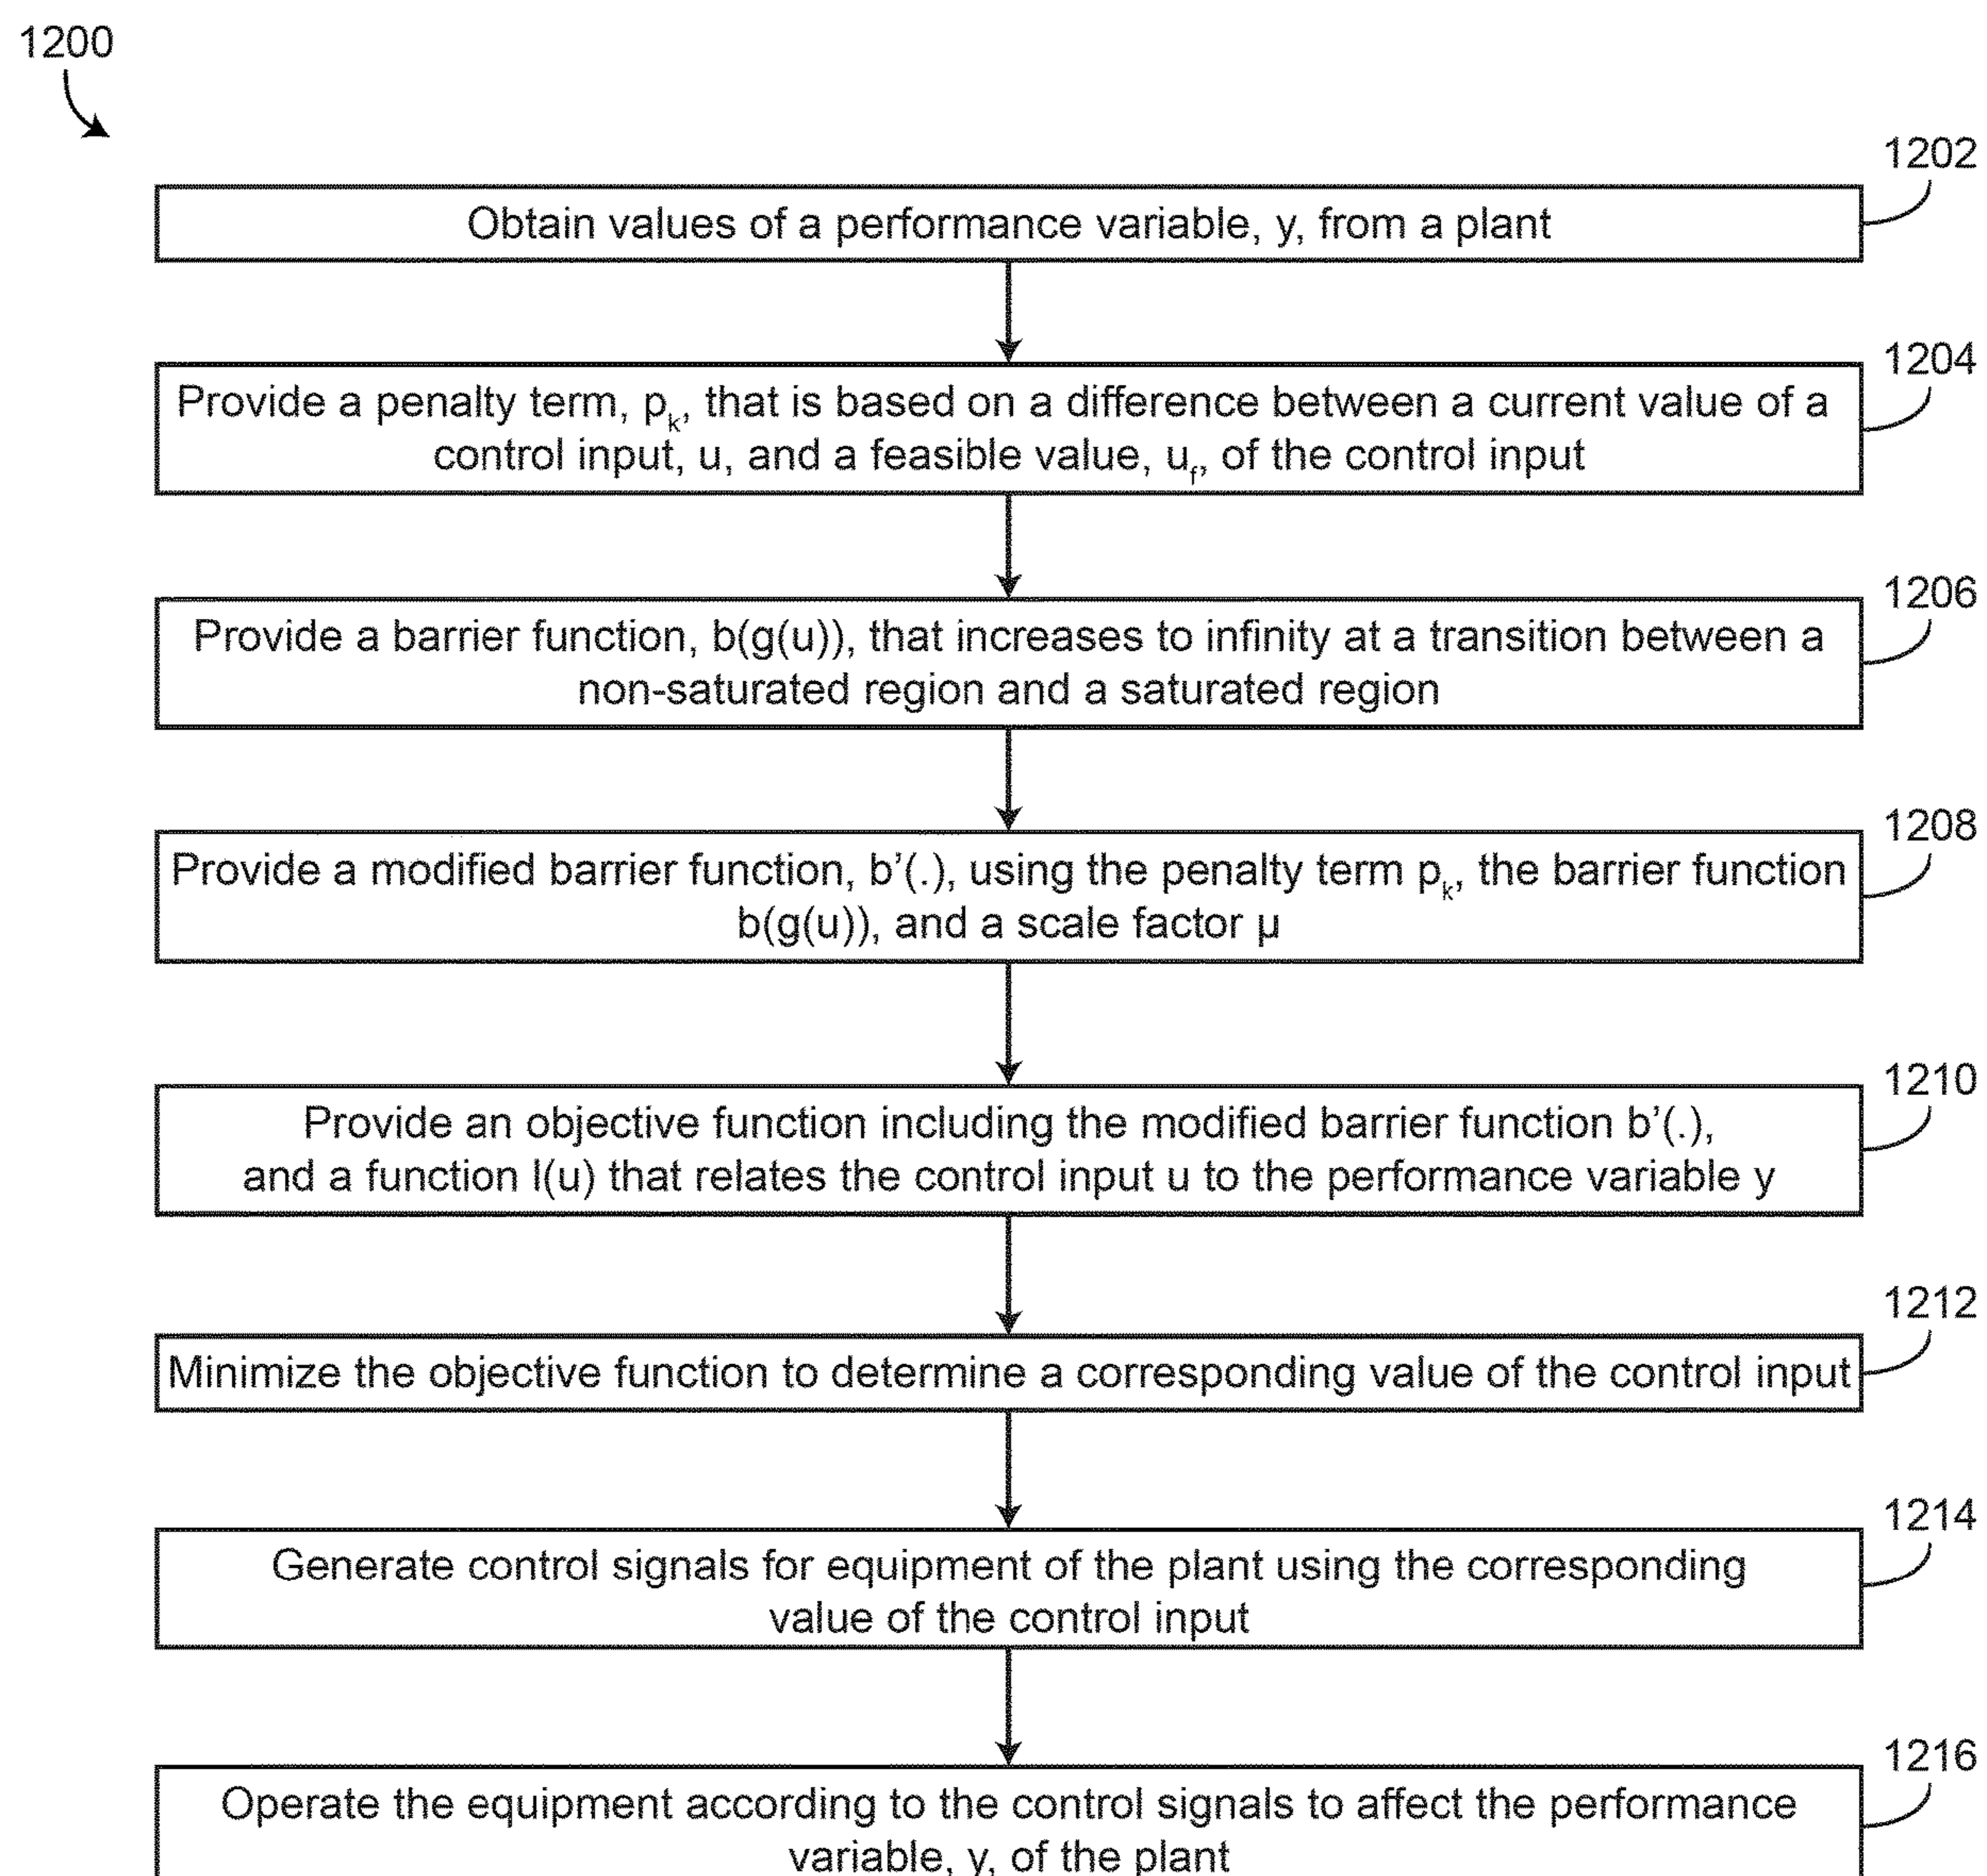 1200
1202
Obtain values of a performance variable, y, from a plant
1204
Provide a penalty term, pk, that is based on a difference between a current value of a
control input, u, and a feasible value, uf, of the control input
1206
Provide a barrier function, b(g(u)), that increases to infinity at a transition between a
non-saturated region and a saturated region
1208
Provide a modified barrier function, b’(.), using the penalty term pk, the barrier function
b(g(u)), and a scale factor μ
1210
Provide an objective function including the modified barrier function b’(.),
and a function l(u) that relates the control input u to the performance variable y
1212
Minimize the objective function to determine a corresponding value of the control input
1214
Generate control signals for equipment of the plant using the corresponding
value of the control input
1216
Operate the equipment according to the control signals to affect the performance
variable, y, of the plant